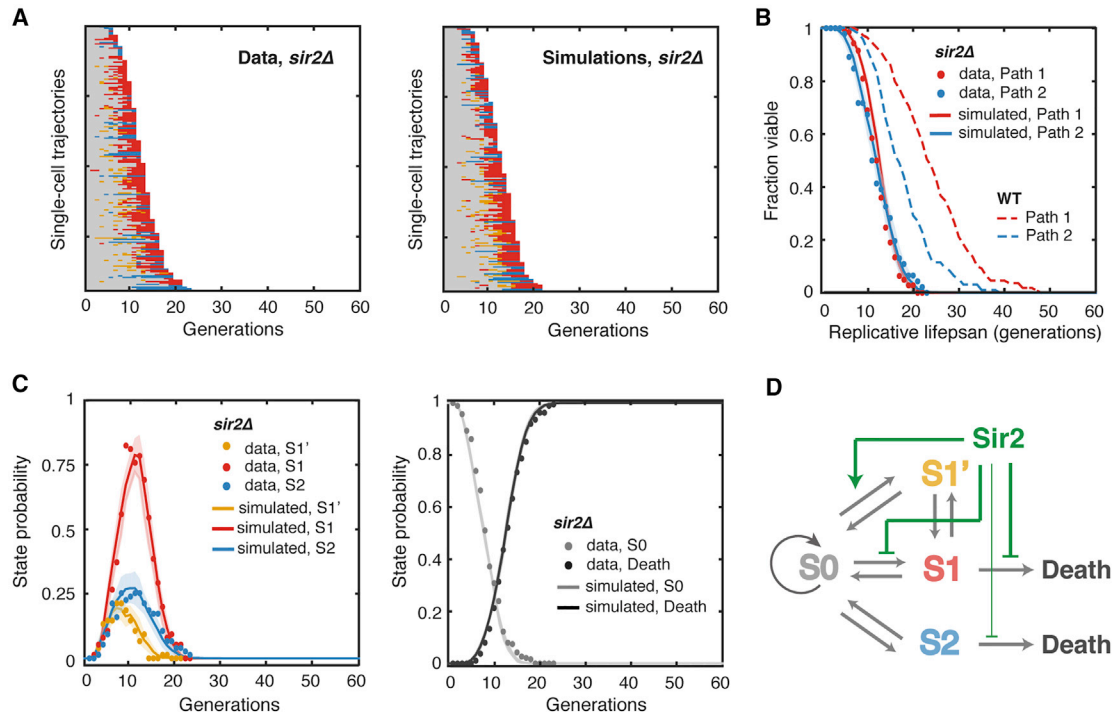 A
Data, sir2Δ
Single-cell trajectories
0 10 20 30 40 50 60
Generations
Simulations, sir2Δ
Single-cell trajectories
0 10 20 30 40 50 60
Generations
B
1
0.8
0.6
0.4
0.2
0
Fraction viable
sir2Δ
data, Path 1
data, Path 2
simulated, Path 1
simulated, Path 2
WT
Path 1
Path 2
0 10 20 30 40 50 60
Replicative lifepsan (generations)
C
1
0.75
0.5
0.25
0
State probability
sir2Δ
data, S1'
data, S1
data, S2
simulated, S1'
simulated, S1
simulated, S2
0 10 20 30 40 50 60
Generations
1
0.8
0.6
0.4
0.2
0
State probability
sir2Δ
data, S0
data, Death
simulated, S0
simulated, Death
0 10 20 30 40 50 60
Generations
D
Sir2
S1'
S0
S1
Death
S2
Death